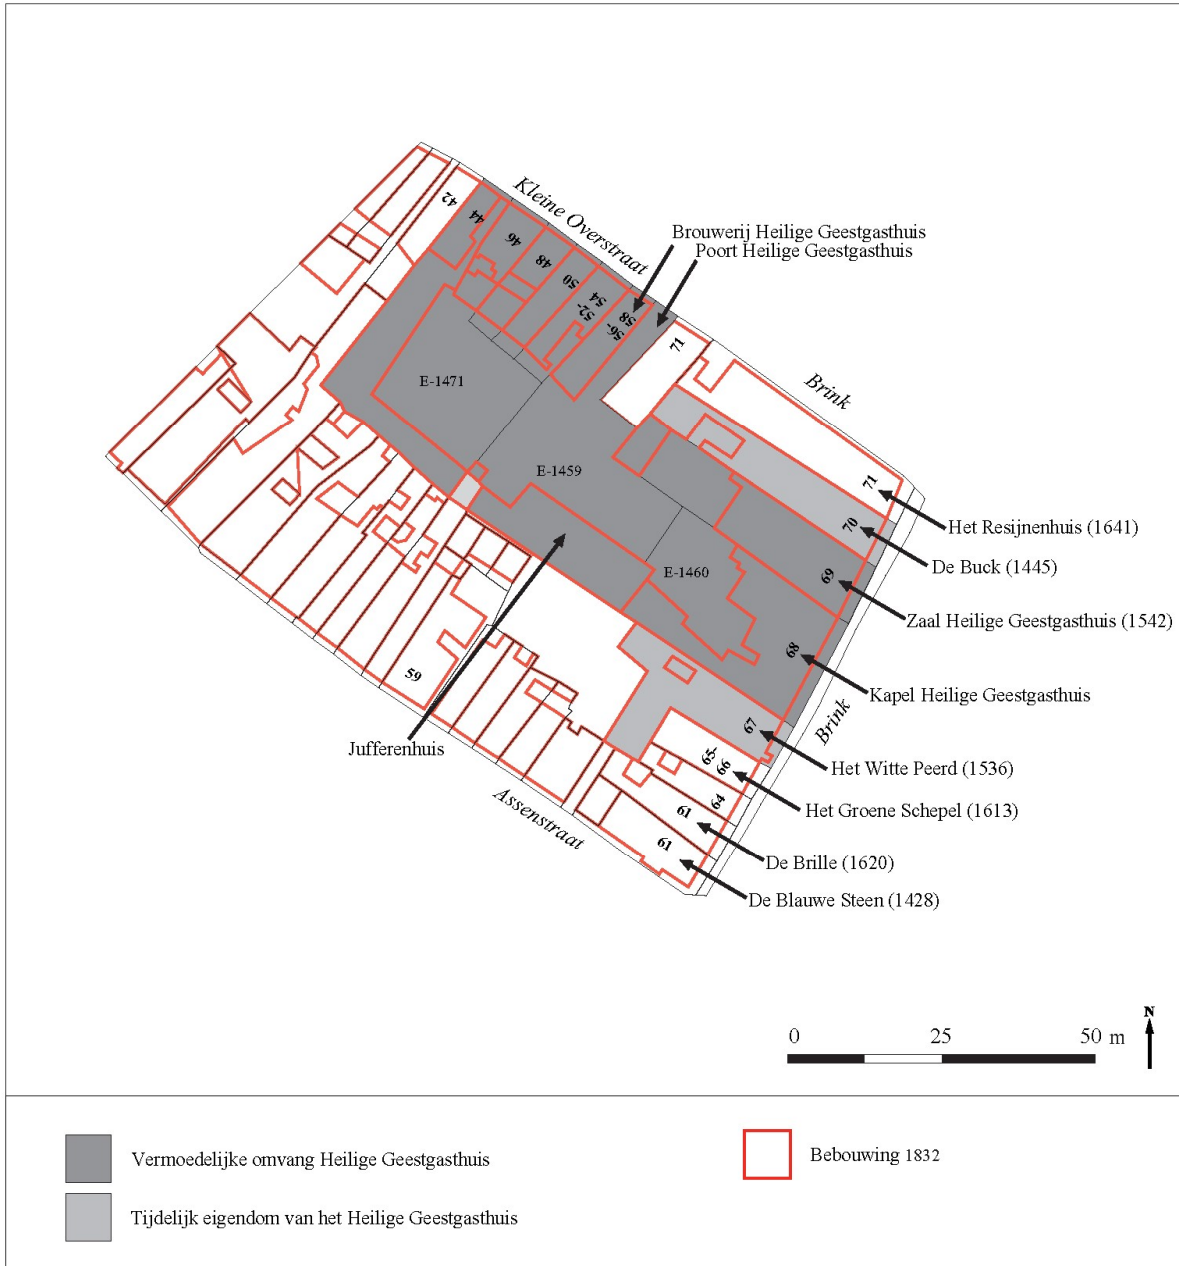 Kleine Overstraat
Brouwerij Heilige Geestgasthuis
Poort Heilige Geestgasthuis
42
44
46
48
50
52-
54
56-
58
71
Brink
E-1471
E-1459
E-1460
71
70
69
68
67
65-
66
64
61
61
59
Het Resijnenhuis (1641)
De Buck (1445)
Zaal Heilige Geestgasthuis (1542)
Kapel Heilige Geestgasthuis
Brink
Jufferenhuis
Het Witte Peerd (1536)
Het Groene Schepel (1613)
Assenstraat
De Brille (1620)
De Blauwe Steen (1428)
N
0 25 50 m
Vermoedelijke omvang Heilige Geestgasthuis
Bebouwing 1832
Tijdelijk eigendom van het Heilige Geestgasthuis